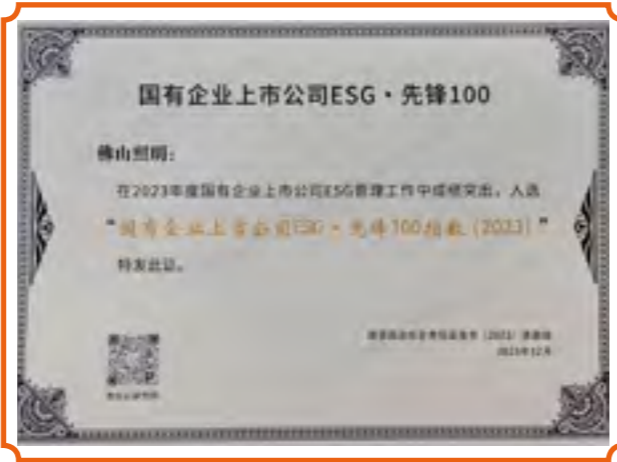 国有企业上市公司ESG·先锋100
佛山照明：
在2023年度国有企业上市公司ESG管理工作中成绩突出，入选
“国有企业上市公司ESG·先锋100指数（2023）”
特发此证。
2023年12月